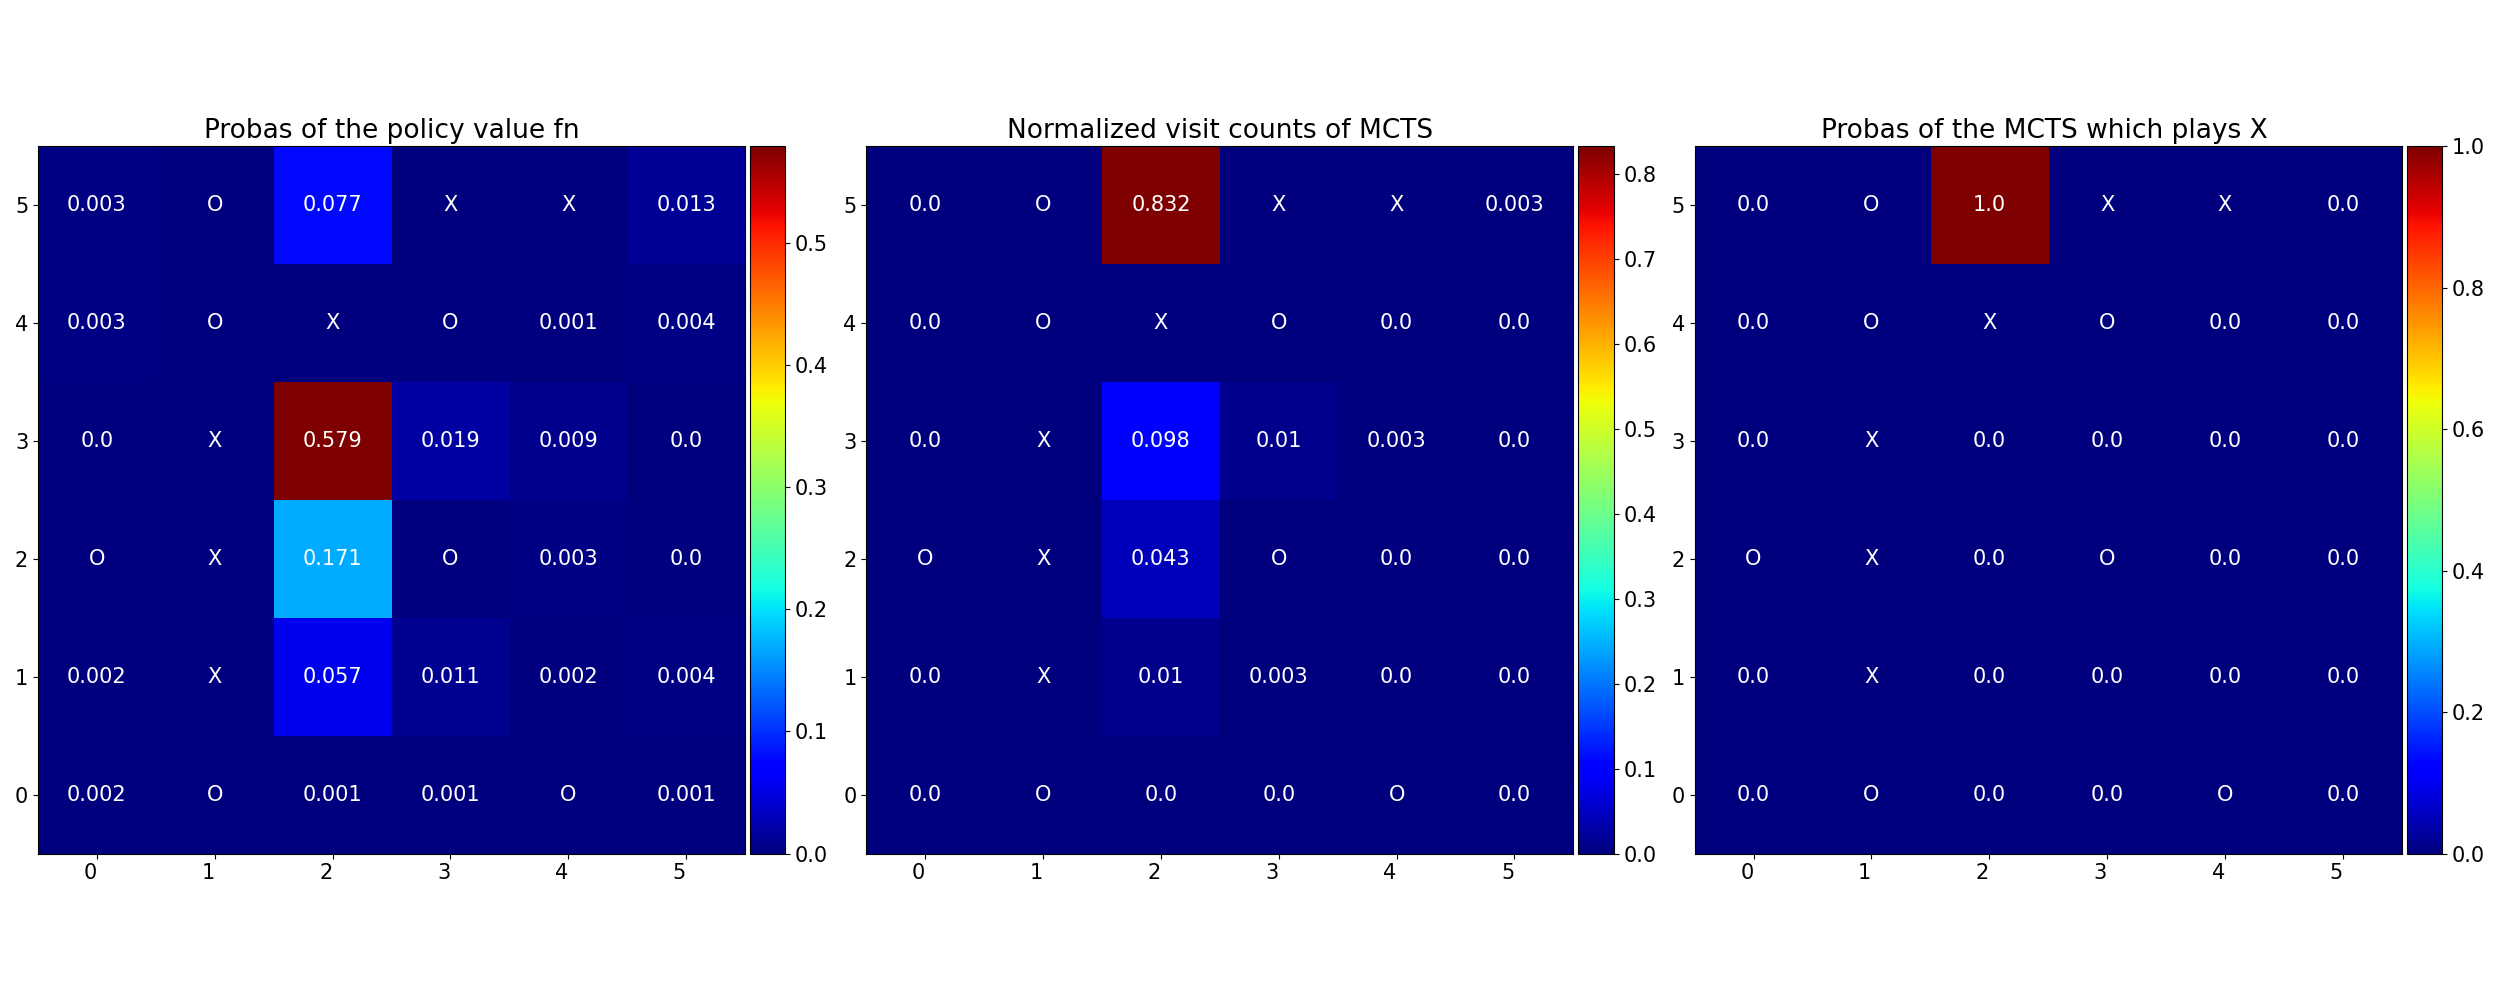 Probas of the policy value fn
5 0.003 O 0.077 X X 0.013
4 0.003 O X O 0.001 0.004
3 0.0 X 0.579 0.019 0.009 0.0
2 O X 0.171 O 0.003 0.0
1 0.002 X 0.057 0.011 0.002 0.004
0 0.002 O 0.001 0.001 O 0.001
0 1 2 3 4 5
0.5
0.4
0.3
0.2
0.1
0.0
Normalized visit counts of MCTS
5 0.0 O 0.832 X X 0.003
4 0.0 O X O 0.0 0.0
3 0.0 X 0.098 0.01 0.003 0.0
2 O X 0.043 O 0.0 0.0
1 0.0 X 0.01 0.003 0.0 0.0
0 0.0 O 0.0 0.0 O 0.0
0 1 2 3 4 5
0.8
0.7
0.6
0.5
0.4
0.3
0.2
0.1
0.0
Probas of the MCTS which plays X
5 0.0 O 1.0 X X 0.0
4 0.0 O X O 0.0 0.0
3 0.0 X 0.0 0.0 0.0 0.0
2 O X 0.0 O 0.0 0.0
1 0.0 X 0.0 0.0 0.0 0.0
0 0.0 O 0.0 0.0 O 0.0
0 1 2 3 4 5
1.0
0.8
0.6
0.4
0.2
0.0